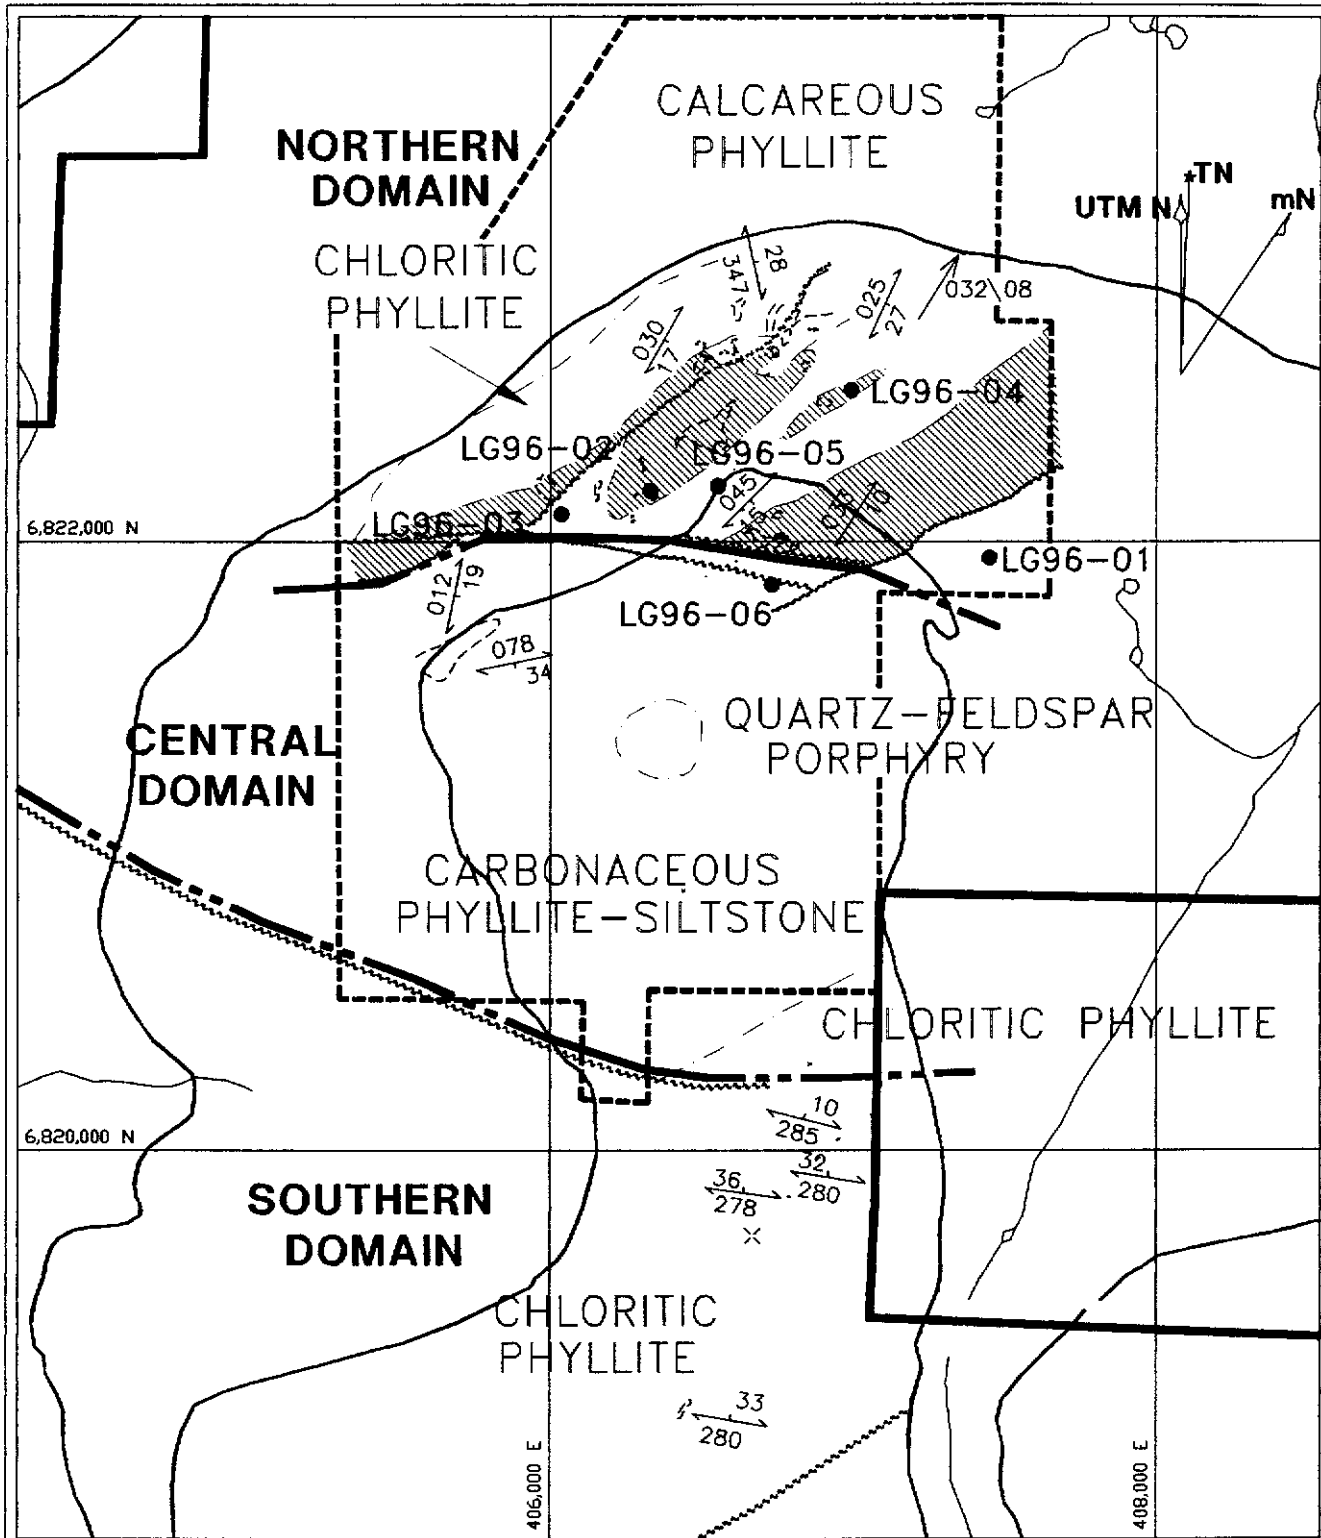 CALCAREOUS
PHYLLITE
NORTHERN
DOMAIN
TN
UTM N
mN
CHLORITIC
PHYLLITE
28
347
025
27
032\08
030
17
LG96-04
LG96-02
LG96-05
045
033
10
LG96-03
6,822,000 N
LG96-01
012
19
LG96-06
078
34
QUARTZ-FELDSPAR
PORPHYRY
CENTRAL
DOMAIN
CARBONACEOUS
PHYLLITE-SILTSTONE
CHLORITIC PHYLLITE
10
285
6,820,000 N
32
280
36
278
SOUTHERN
DOMAIN
CHLORITIC
PHYLLITE
33
280
406,000 E
408,000 E